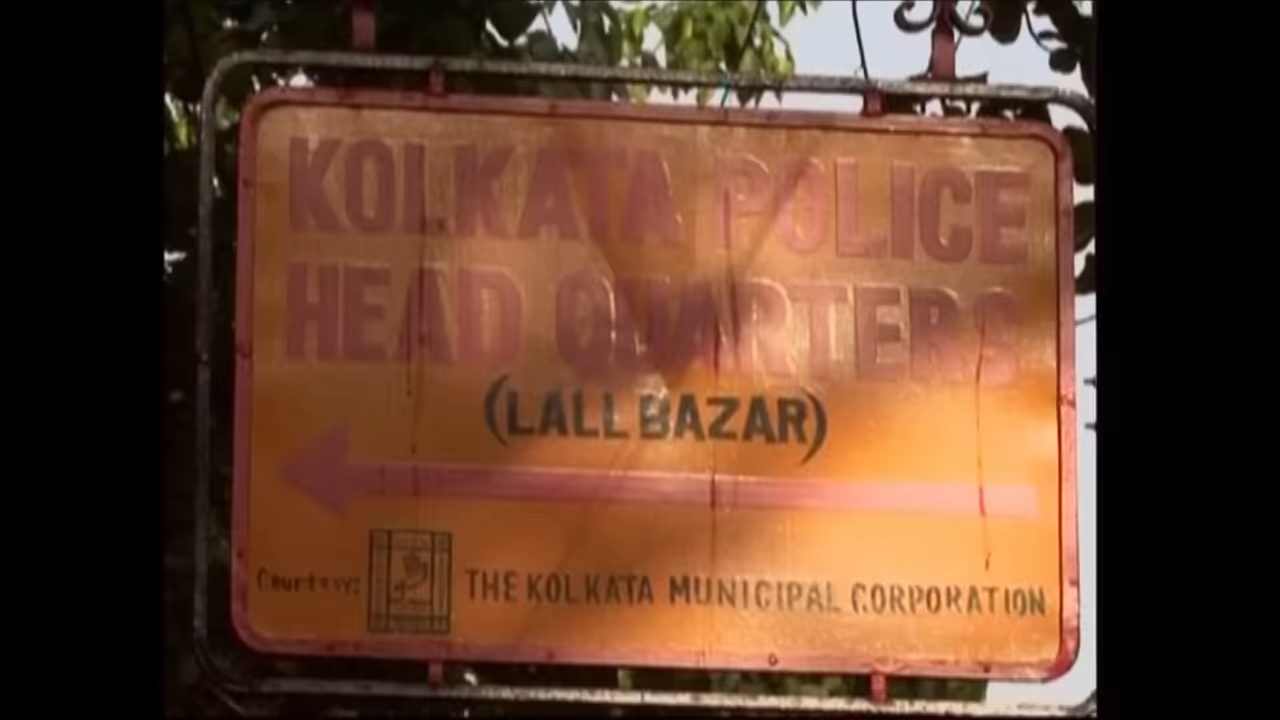 KOLKATA POLICE
HEAD QUARTERS
(LALL BAZAR)
Courtesy: THE KOLKATA MUNICIPAL CORPORATION